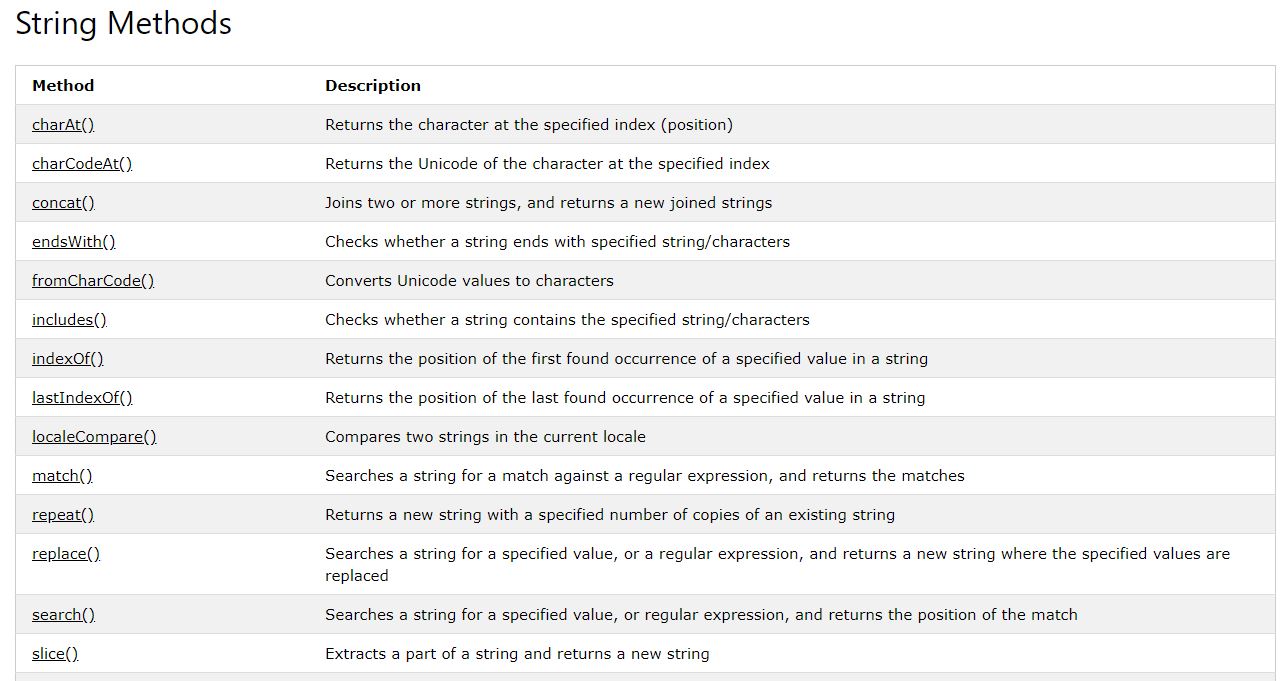 String Methods
Method Description
charAt() Returns the character at the specified index (position)
charCodeAt() Returns the Unicode of the character at the specified index
concat() Joins two or more strings, and returns a new joined strings
endsWith() Checks whether a string ends with specified string/characters
fromCharCode() Converts Unicode values to characters
includes() Checks whether a string contains the specified string/characters
indexOf() Returns the position of the first found occurrence of a specified value in a string
lastIndexOf() Returns the position of the last found occurrence of a specified value in a string
localeCompare() Compares two strings in the current locale
match() Searches a string for a match against a regular expression, and returns the matches
repeat() Returns a new string with a specified number of copies of an existing string
replace() Searches a string for a specified value, or a regular expression, and returns a new string where the specified values are
replaced
search() Searches a string for a specified value, or regular expression, and returns the position of the match
slice() Extracts a part of a string and returns a new string